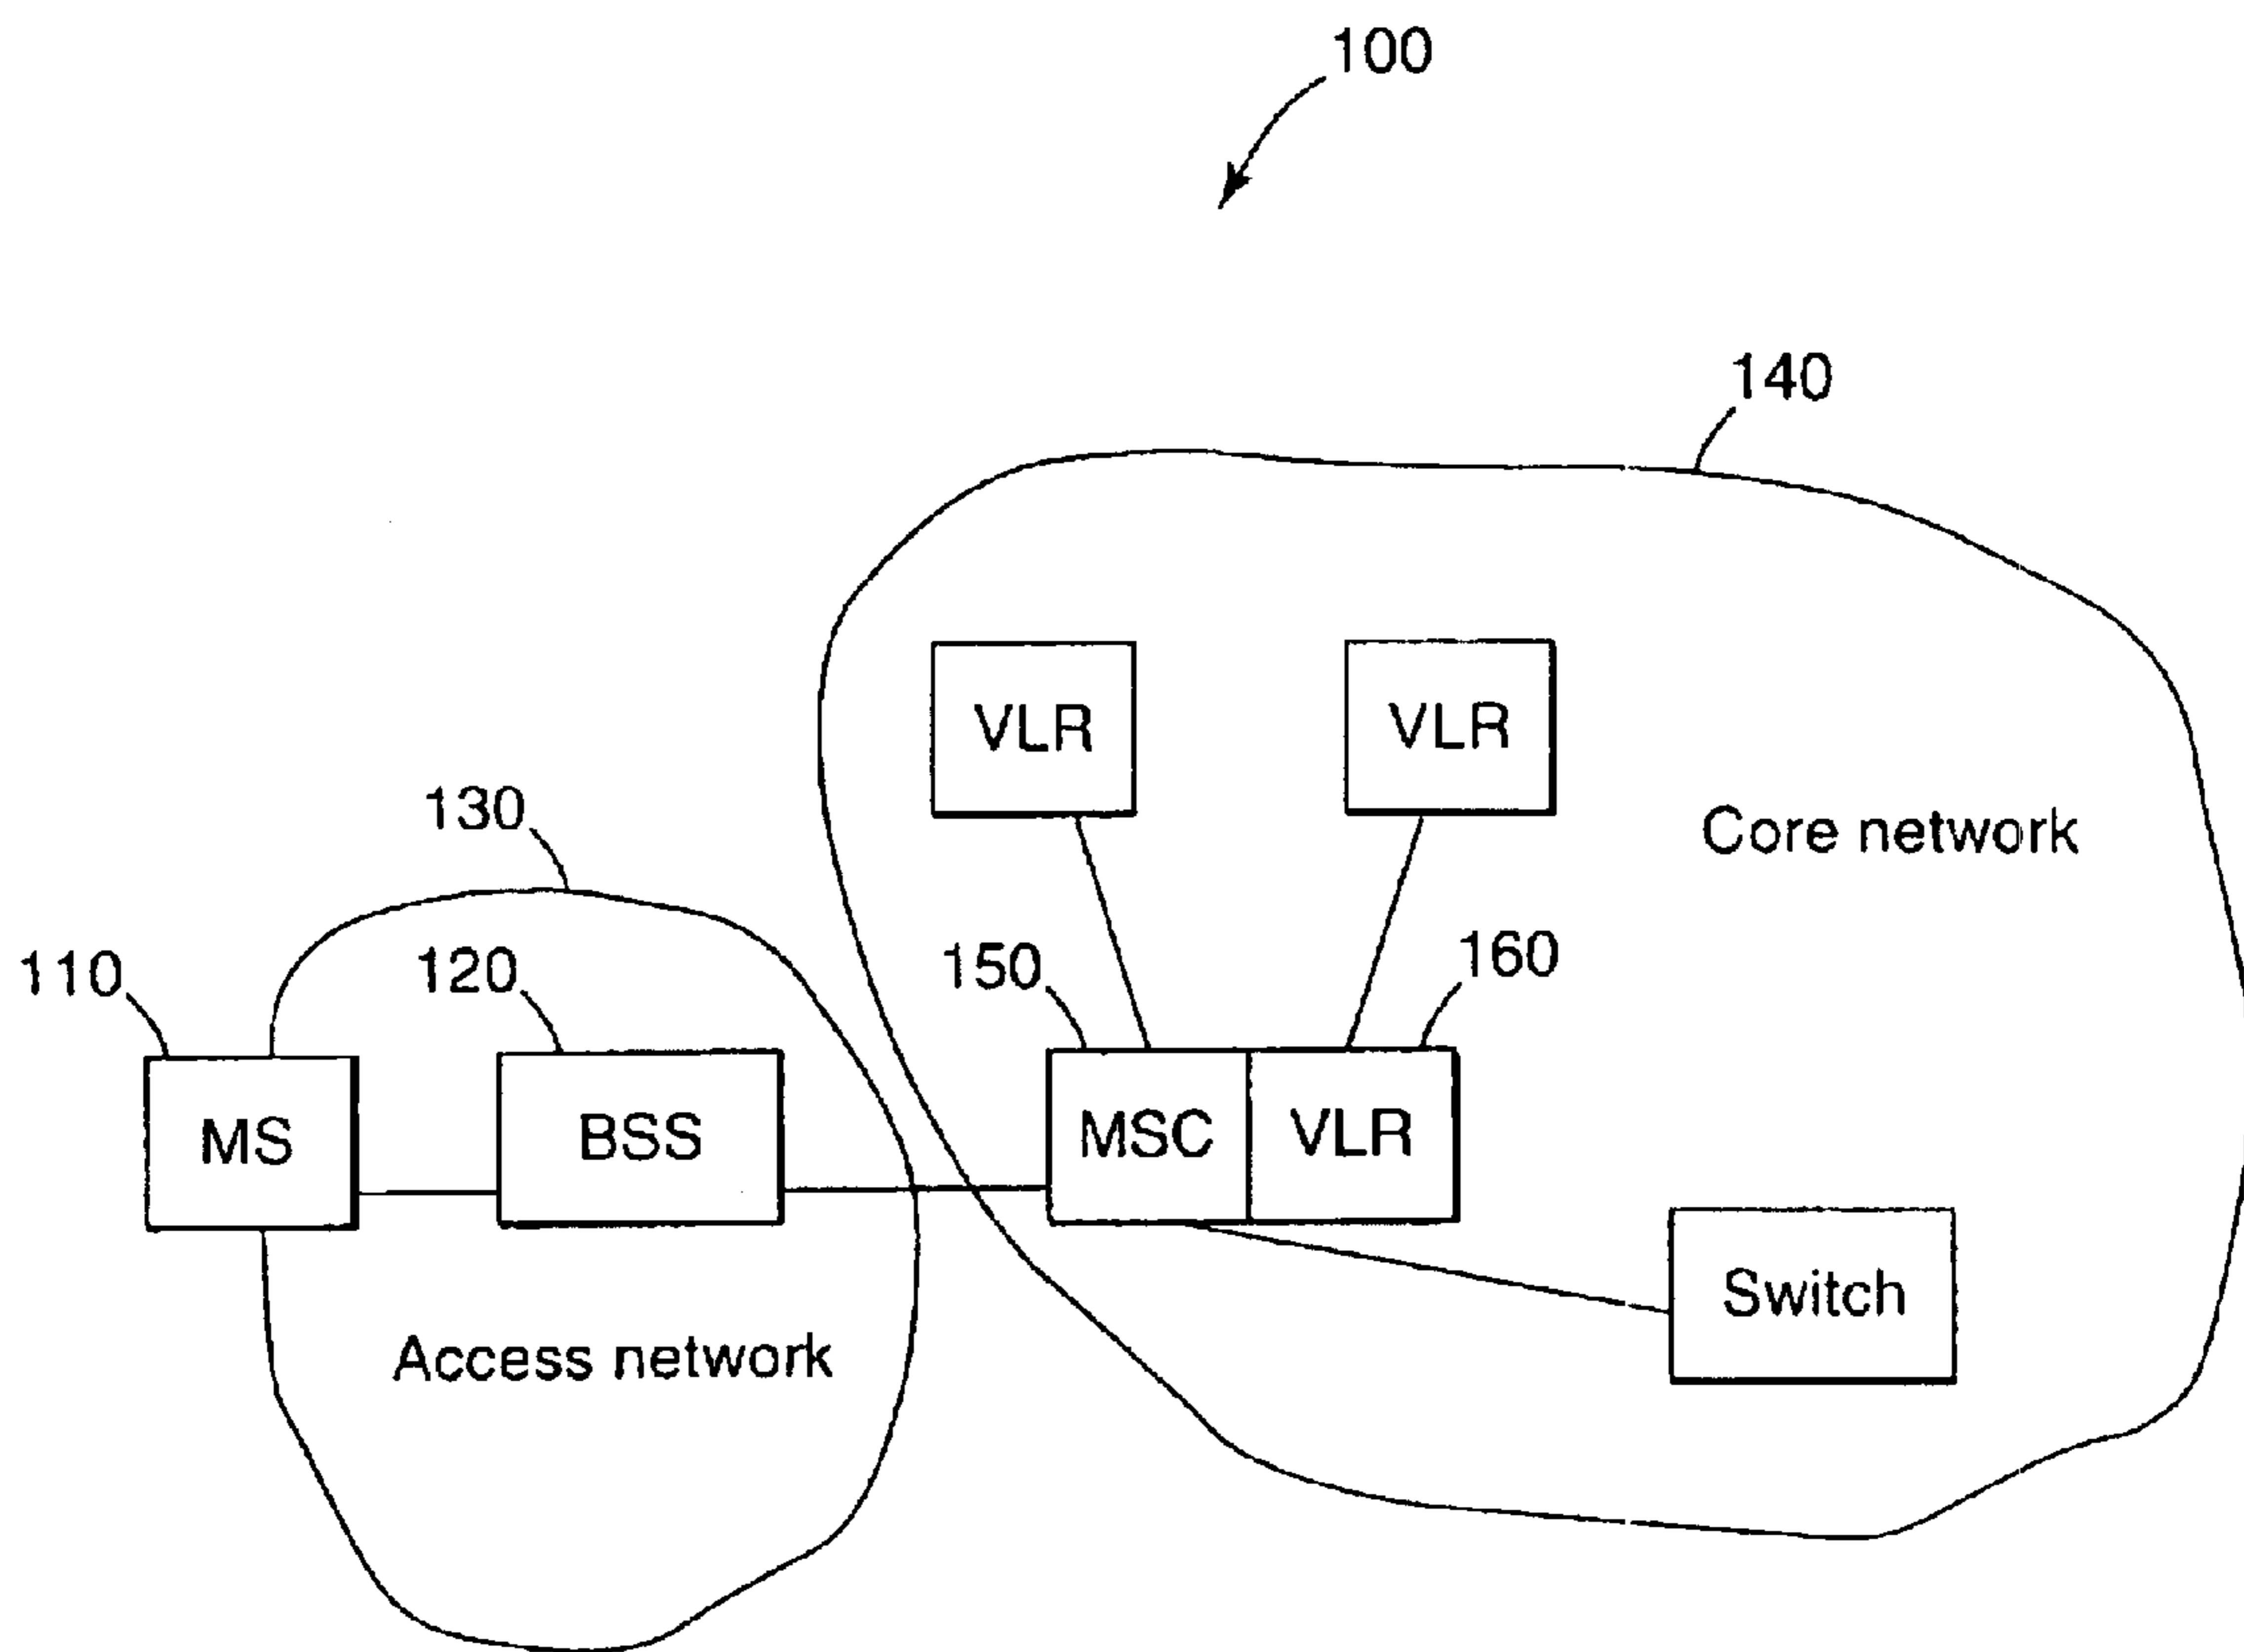 100
140
VLR
VLR
Core network
130
110
120
150
160
MS
BSS
MSC
VLR
Switch
Access network